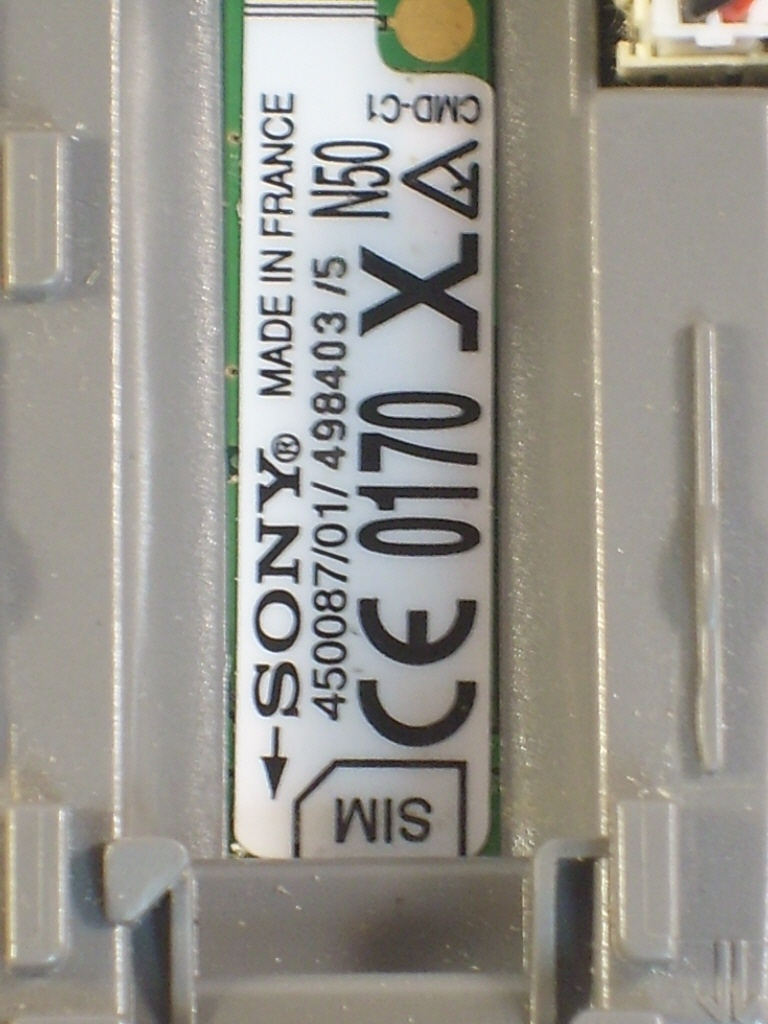 SONY® MADE IN FRANCE
450087/01/ 498403 /5 N50
CE 0170 X
SIM
CMD-C1